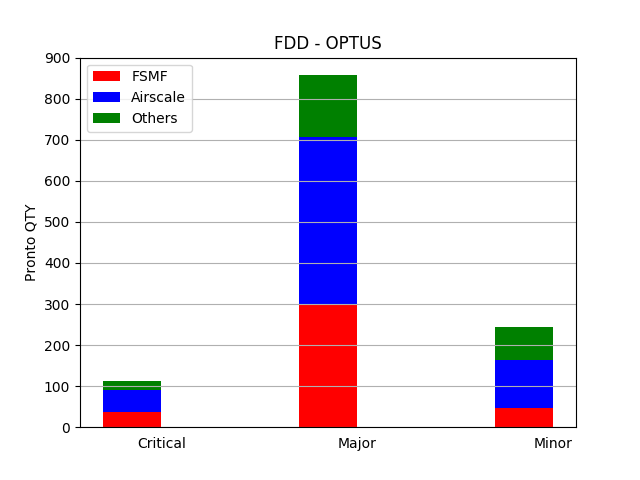 FDD - OPTUS
FSMF
Airscale
Others
Pronto QTY
900
800
700
600
500
400
300
200
100
0
Critical
Major
Minor